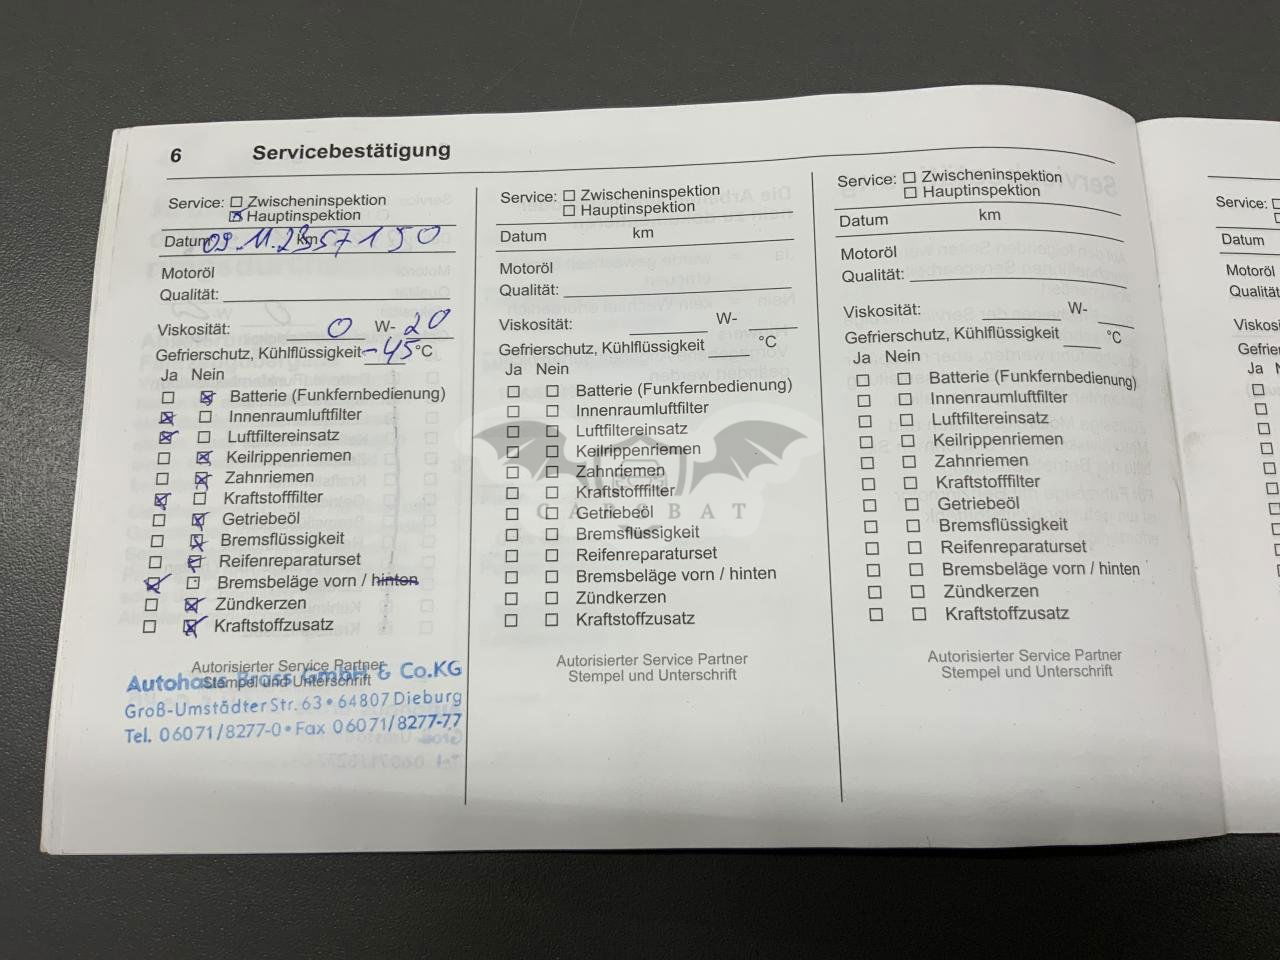 6 Servicebestätigung
Service: ☐ Zwischeninspektion
☒ Hauptinspektion
Datum 09.11.23 km 57150
Motoröl
Qualität:
Viskosität: 0 W- 20
Gefrierschutz, Kühlflüssigkeit -45 °C
Ja Nein
☐ ☒ Batterie (Funkfernbedienung)
☒ ☐ Innenraumluftfilter
☒ ☐ Luftfiltereinsatz
☐ ☒ Keilrippenriemen
☐ ☒ Zahnriemen
☒ ☐ Kraftstofffilter
☐ ☒ Getriebeöl
☐ ☒ Bremsflüssigkeit
☐ ☒ Reifenreparaturset
☒ ☐ Bremsbeläge vorn / hinten
☐ ☒ Zündkerzen
☐ ☒ Kraftstoffzusatz
Autorisierter Service Partner
Stempel und Unterschrift
Autohaus Brass GmbH & Co.KG
Groß-Umstädter Str. 63 • 64807 Dieburg
Tel. 06071/8277-0 • Fax 06071/8277-77
Service: ☐ Zwischeninspektion
☐ Hauptinspektion
Datum km
Motoröl
Qualität:
Viskosität: W-
Gefrierschutz, Kühlflüssigkeit °C
Ja Nein
☐ ☐ Batterie (Funkfernbedienung)
☐ ☐ Innenraumluftfilter
☐ ☐ Luftfiltereinsatz
☐ ☐ Keilrippenriemen
☐ ☐ Zahnriemen
☐ ☐ Kraftstofffilter
☐ ☐ Getriebeöl
☐ ☐ Bremsflüssigkeit
☐ ☐ Reifenreparaturset
☐ ☐ Bremsbeläge vorn / hinten
☐ ☐ Zündkerzen
☐ ☐ Kraftstoffzusatz
Autorisierter Service Partner
Stempel und Unterschrift
CARSBAT
Service: ☐ Zwischeninspektion
☐ Hauptinspektion
Datum km
Motoröl
Qualität:
Viskosität: W-
Gefrierschutz, Kühlflüssigkeit °C
Ja Nein
☐ ☐ Batterie (Funkfernbedienung)
☐ ☐ Innenraumluftfilter
☐ ☐ Luftfiltereinsatz
☐ ☐ Keilrippenriemen
☐ ☐ Zahnriemen
☐ ☐ Kraftstofffilter
☐ ☐ Getriebeöl
☐ ☐ Bremsflüssigkeit
☐ ☐ Reifenreparaturset
☐ ☐ Bremsbeläge vorn / hinten
☐ ☐ Zündkerzen
☐ ☐ Kraftstoffzusatz
Autorisierter Service Partner
Stempel und Unterschrift
Service: ☐
Datum
Motoröl
Ja